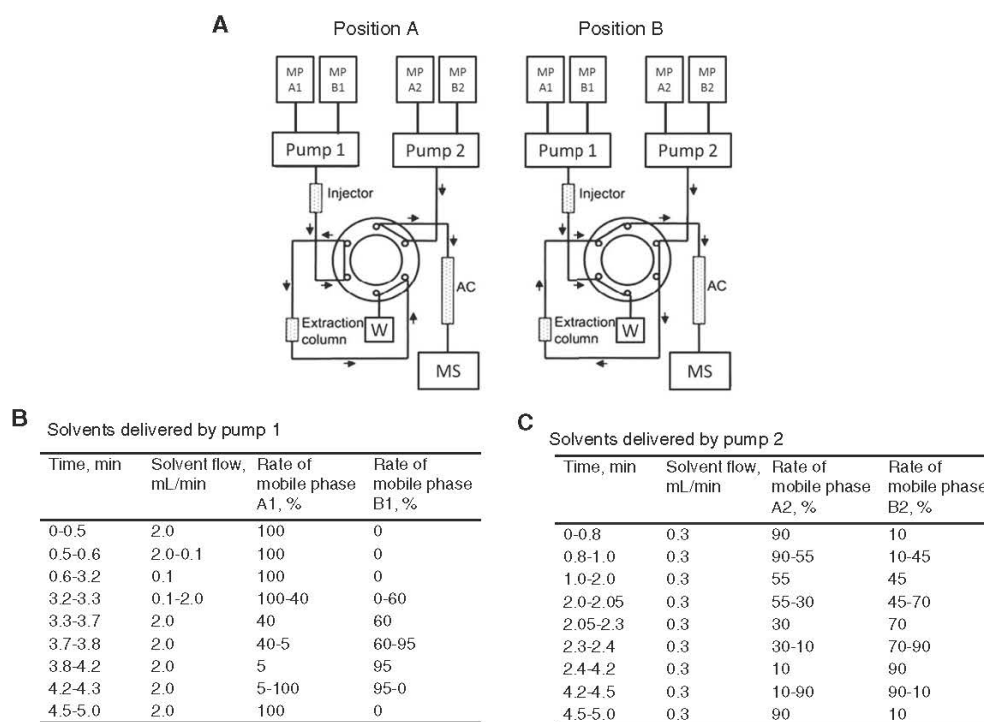 A
Position A
Position B
MP A1
MP B1
MP A2
MP B2
MP A1
MP B1
MP A2
MP B2
Pump 1
Pump 2
Pump 1
Pump 2
Injector
Injector
AC
AC
Extraction column
W
Extraction column
W
MS
MS
B
Solvents delivered by pump 1
Time, min Solvent flow, mL/min Rate of mobile phase A1, % Rate of mobile phase B1, %
0-0.5 2.0 100 0
0.5-0.6 2.0-0.1 100 0
0.6-3.2 0.1 100 0
3.2-3.3 0.1-2.0 100-40 0-60
3.3-3.7 2.0 40 60
3.7-3.8 2.0 40-5 60-95
3.8-4.2 2.0 5 95
4.2-4.3 2.0 5-100 95-0
4.5-5.0 2.0 100 0
C
Solvents delivered by pump 2
Time, min Solvent flow, mL/min Rate of mobile phase A2, % Rate of mobile phase B2, %
0-0.8 0.3 90 10
0.8-1.0 0.3 90-55 10-45
1.0-2.0 0.3 55 45
2.0-2.05 0.3 55-30 45-70
2.05-2.3 0.3 30 70
2.3-2.4 0.3 30-10 70-90
2.4-4.2 0.3 10 90
4.2-4.5 0.3 10-90 90-10
4.5-5.0 0.3 90 10